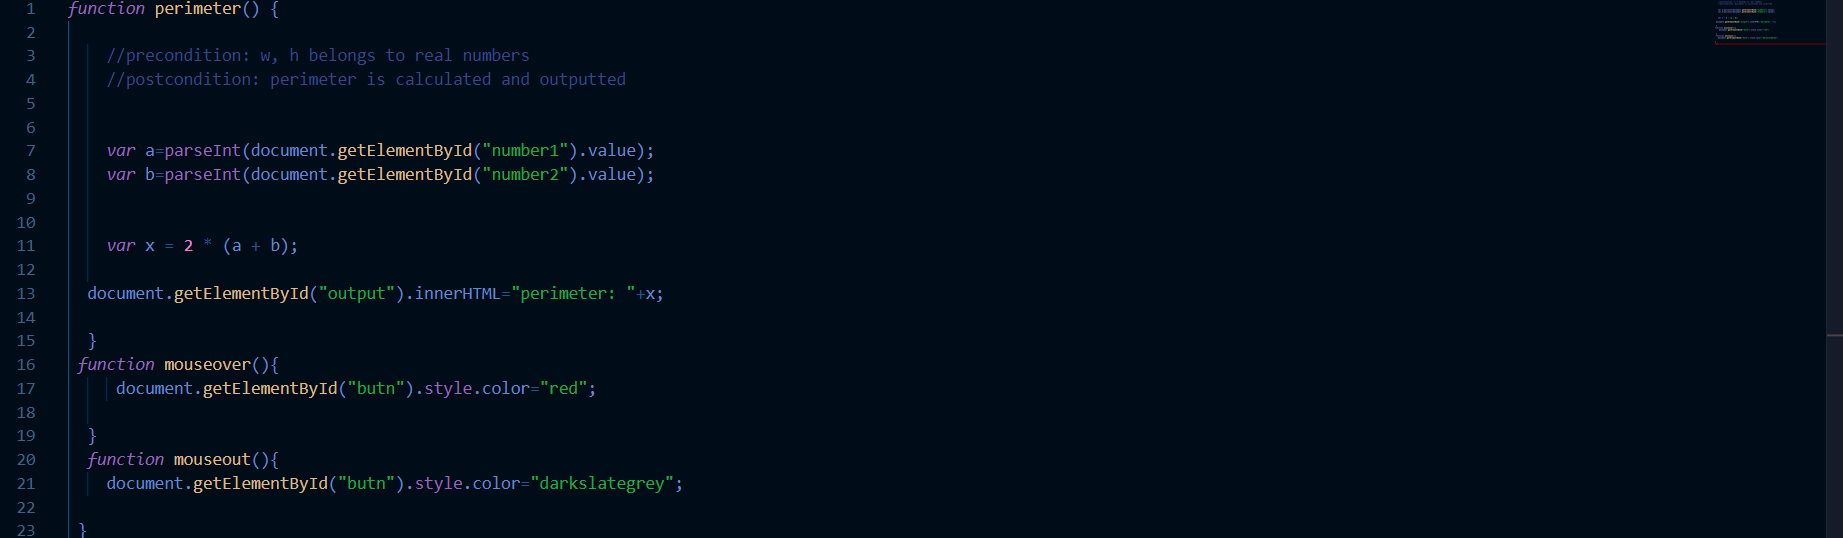 1 function perimeter() {
2
3 //precondition: w, h belongs to real numbers
4 //postcondition: perimeter is calculated and outputted
5
6
7 var a=parseInt(document.getElementById("number1").value);
8 var b=parseInt(document.getElementById("number2").value);
9
10
11 var x = 2 * (a + b);
12
13 document.getElementById("output").innerHTML="perimeter: "+x;
14
15 }
16 function mouseover(){
17 document.getElementById("butn").style.color="red";
18
19 }
20 function mouseout(){
21 document.getElementById("butn").style.color="darkslategrey";
22
23 }